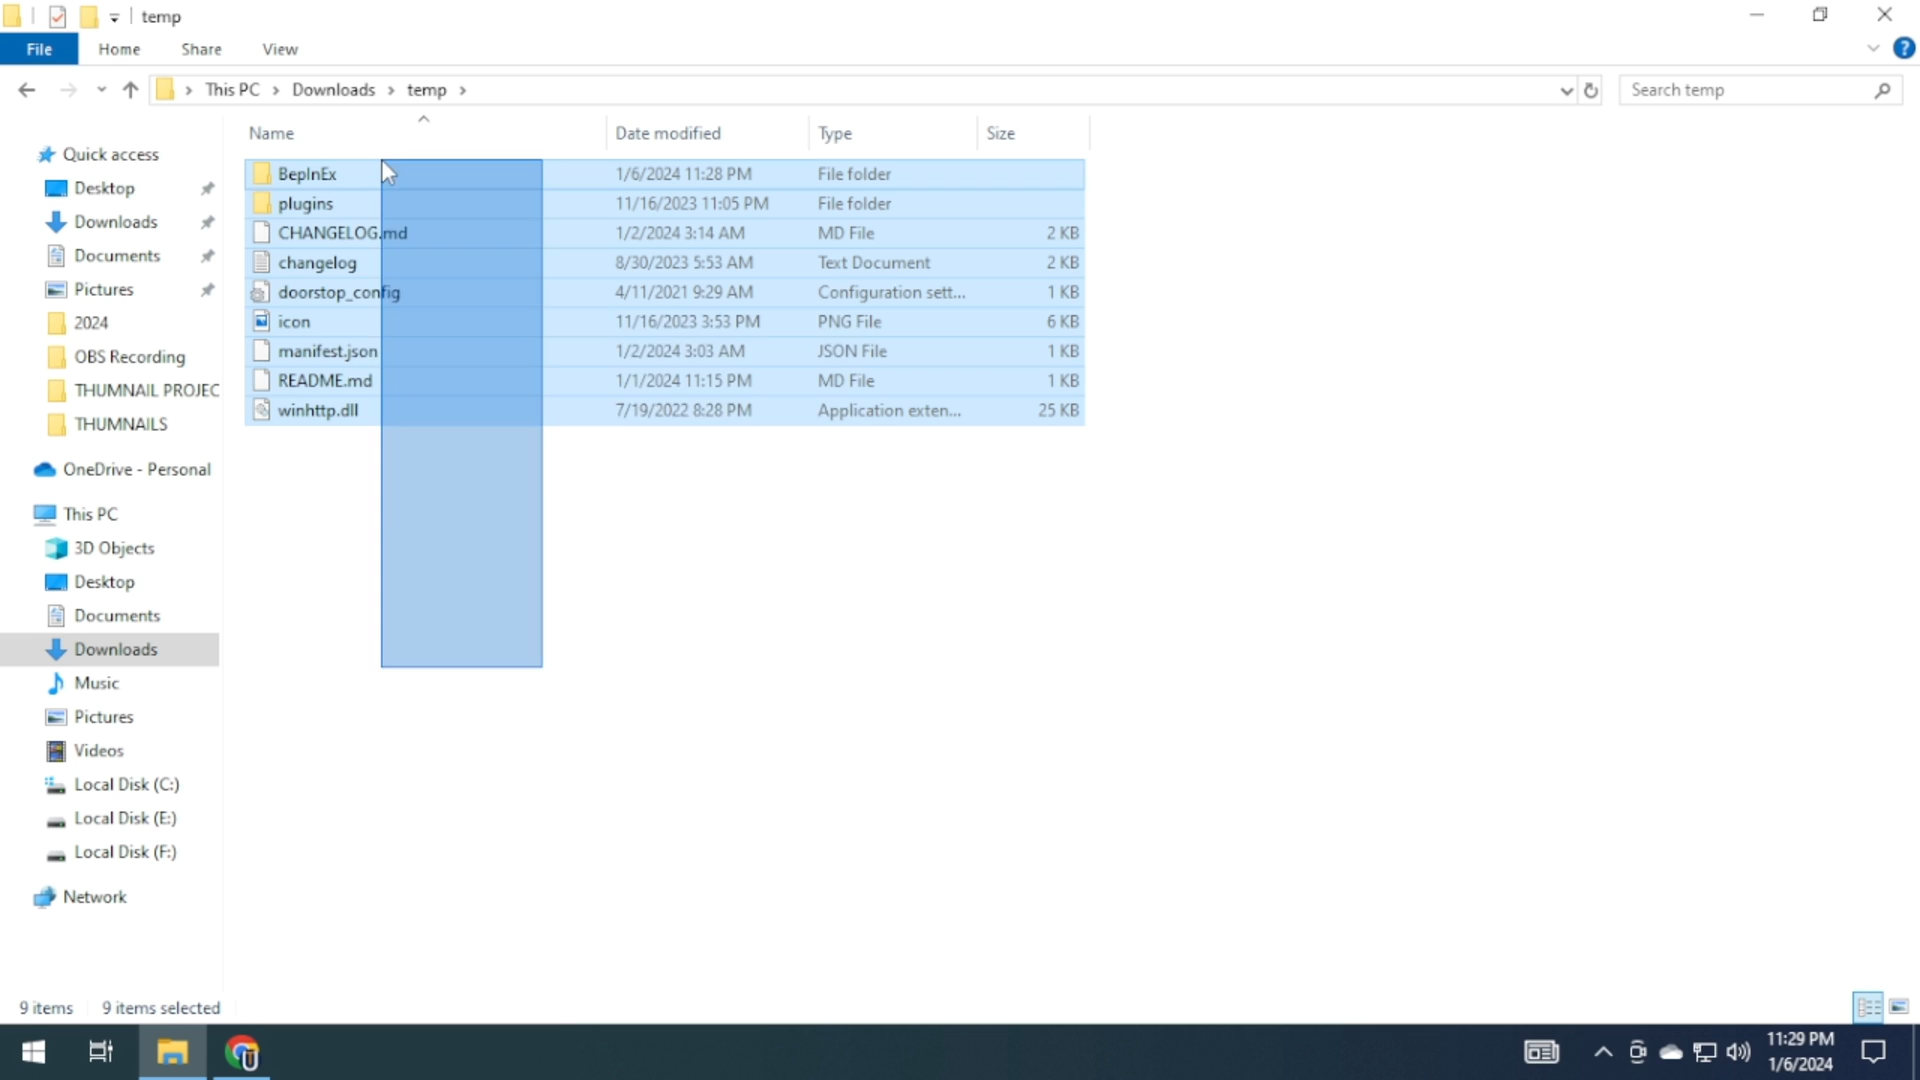 temp
File Home Share View
This PC Downloads temp Search temp
Name Date modified Type Size
Quick access
Desktop
Downloads
Documents
Pictures
2024
OBS Recording
THUMNAIL PROJEC
THUMNAILS
OneDrive - Personal
This PC
3D Objects
Desktop
Documents
Downloads
Music
Pictures
Videos
Local Disk (C:)
Local Disk (E:)
Local Disk (F:)
Network
BepInEx 1/6/2024 11:28 PM File folder
plugins 11/16/2023 11:05 PM File folder
CHANGELOG.md 1/2/2024 3:14 AM MD File 2 KB
changelog 8/30/2023 5:53 AM Text Document 2 KB
doorstop_config 4/11/2021 9:29 AM Configuration sett... 1 KB
icon 11/16/2023 3:53 PM PNG File 6 KB
manifest.json 1/2/2024 3:03 AM JSON File 1 KB
README.md 1/1/2024 11:15 PM MD File 1 KB
winhttp.dll 7/19/2022 8:28 PM Application exten... 25 KB
9 items 9 items selected
11:29 PM
1/6/2024